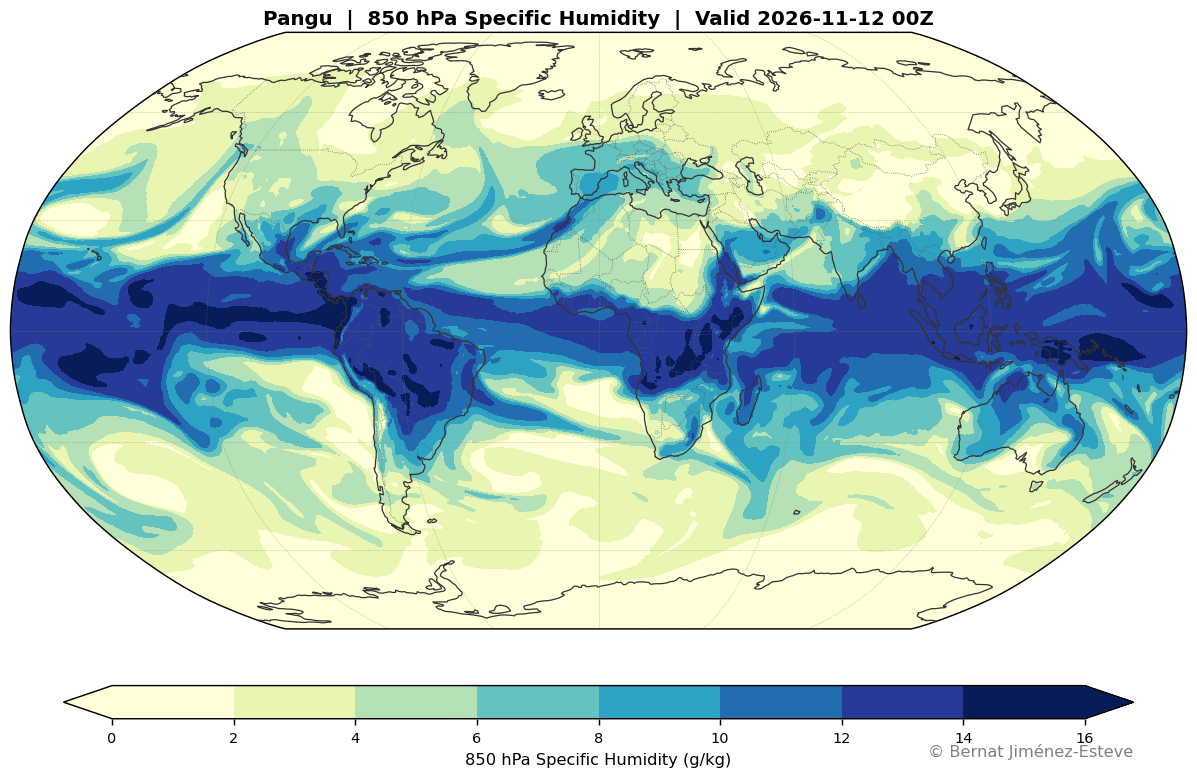 Pangu | 850 hPa Specific Humidity | Valid 2026-11-12 00Z
0 2 4 6 8 10 12 14 16
850 hPa Specific Humidity (g/kg)
© Bernat Jiménez-Esteve